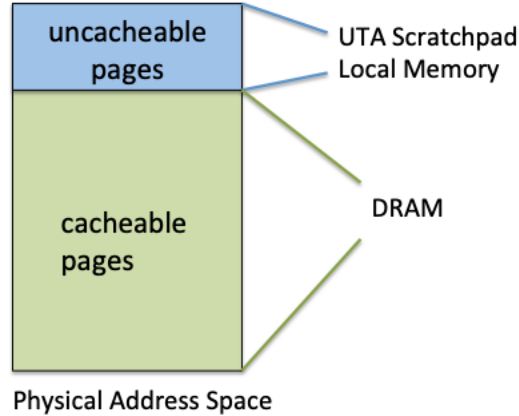 uncacheable
pages
UTA Scratchpad
Local Memory
DRAM
cacheable
pages
Physical Address Space